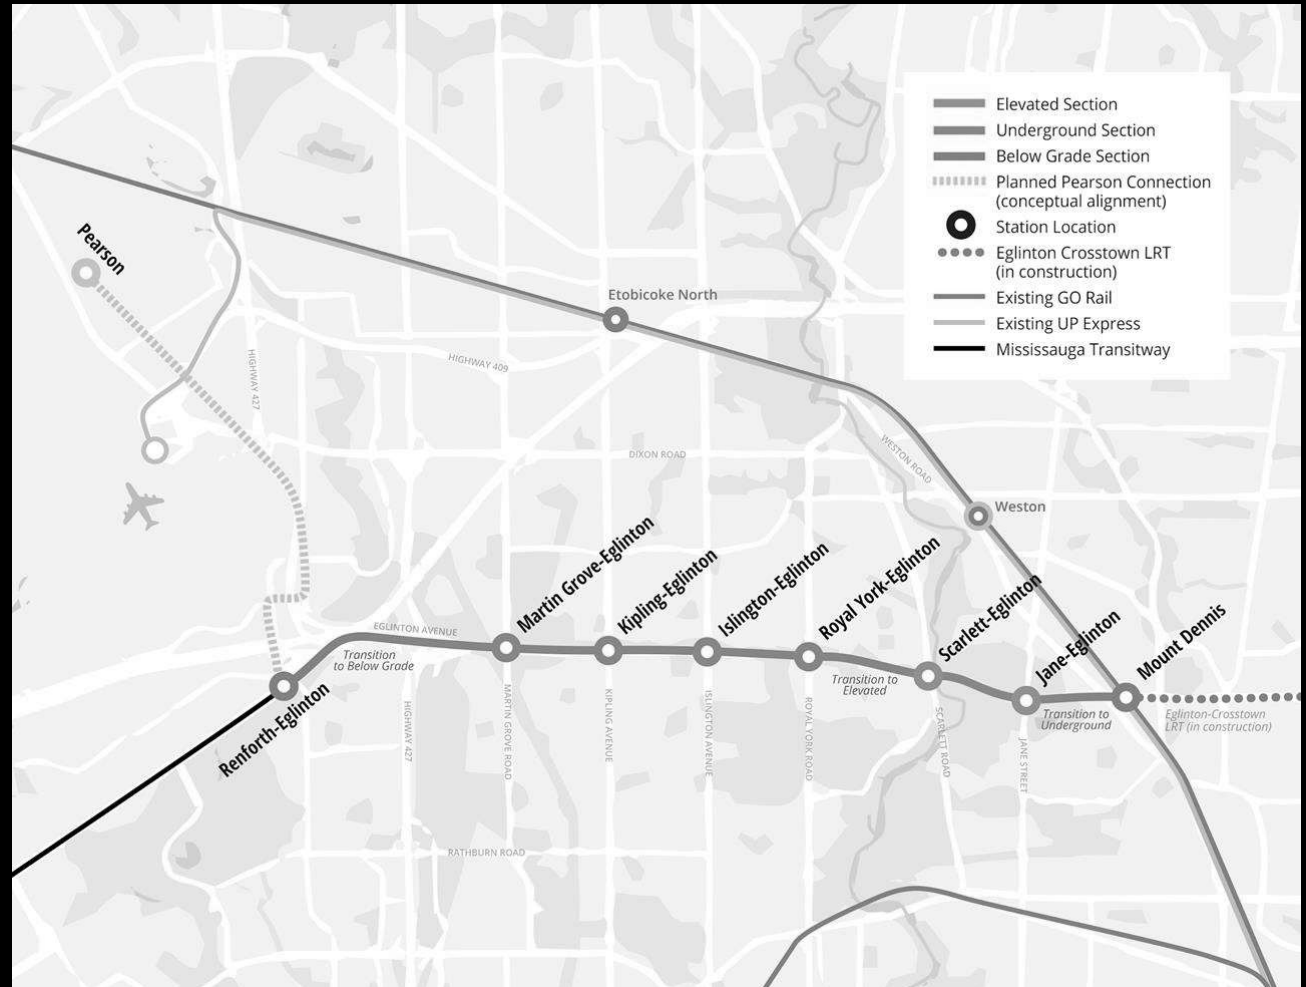 Elevated Section
Underground Section
Below Grade Section
Planned Pearson Connection
(conceptual alignment)
Station Location
Eglinton Crosstown LRT
(in construction)
Existing GO Rail
Existing UP Express
Mississauga Transitway
Pearson
Etobicoke North
HIGHWAY 427
HIGHWAY 409
DIXON ROAD
WESTON ROAD
Weston
Martin Grove-Eglinton
Kipling-Eglinton
Islington-Eglinton
Royal York-Eglinton
Scarlett-Eglinton
Jane-Eglinton
Mount Dennis
EGLINTON AVENUE
Transition
to Below Grade
Transition to
Elevated
Transition to
Underground
Eglinton-Crosstown
LRT (in construction)
Renforth-Eglinton
HIGHWAY 427
MARTIN GROVE ROAD
KIPLING AVENUE
ISLINGTON AVENUE
ROYAL YORK ROAD
SCARLETT ROAD
JANE STREET
RATHBURN ROAD